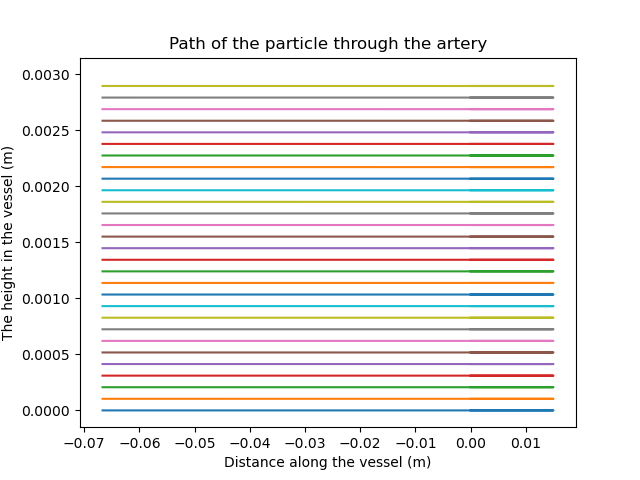 Path of the particle through the artery
The height in the vessel (m)
0.0030
0.0025
0.0020
0.0015
0.0010
0.0005
0.0000
−0.07 −0.06 −0.05 −0.04 −0.03 −0.02 −0.01 0.00 0.01
Distance along the vessel (m)